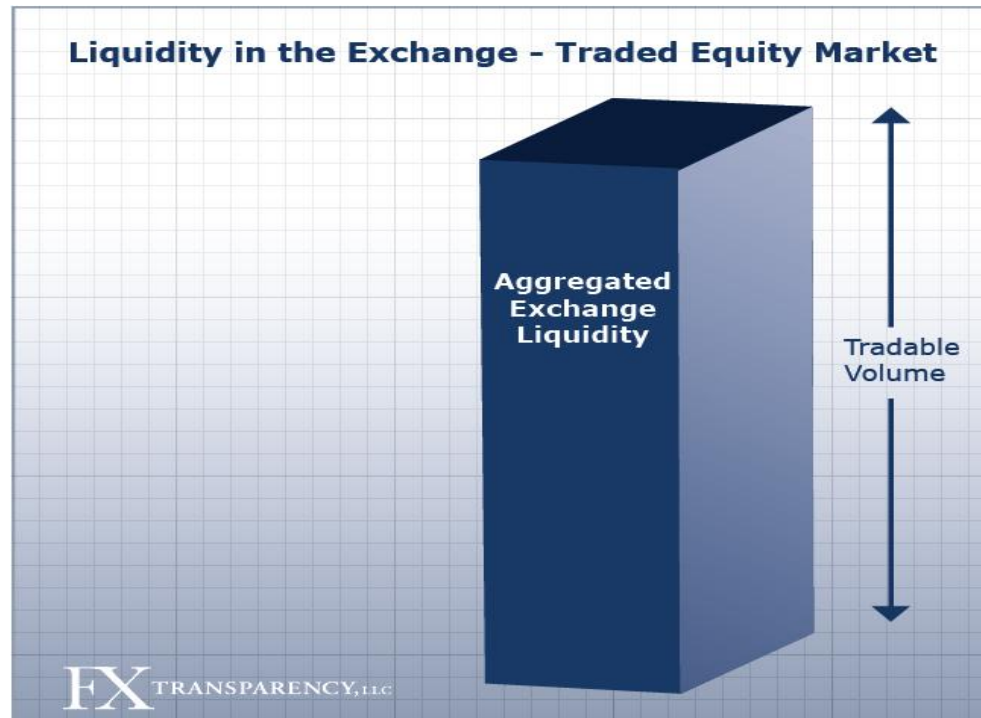 Liquidity in the Exchange - Traded Equity Market
Aggregated
Exchange
Liquidity
Tradable
Volume
FX TRANSPARENCY, LLC